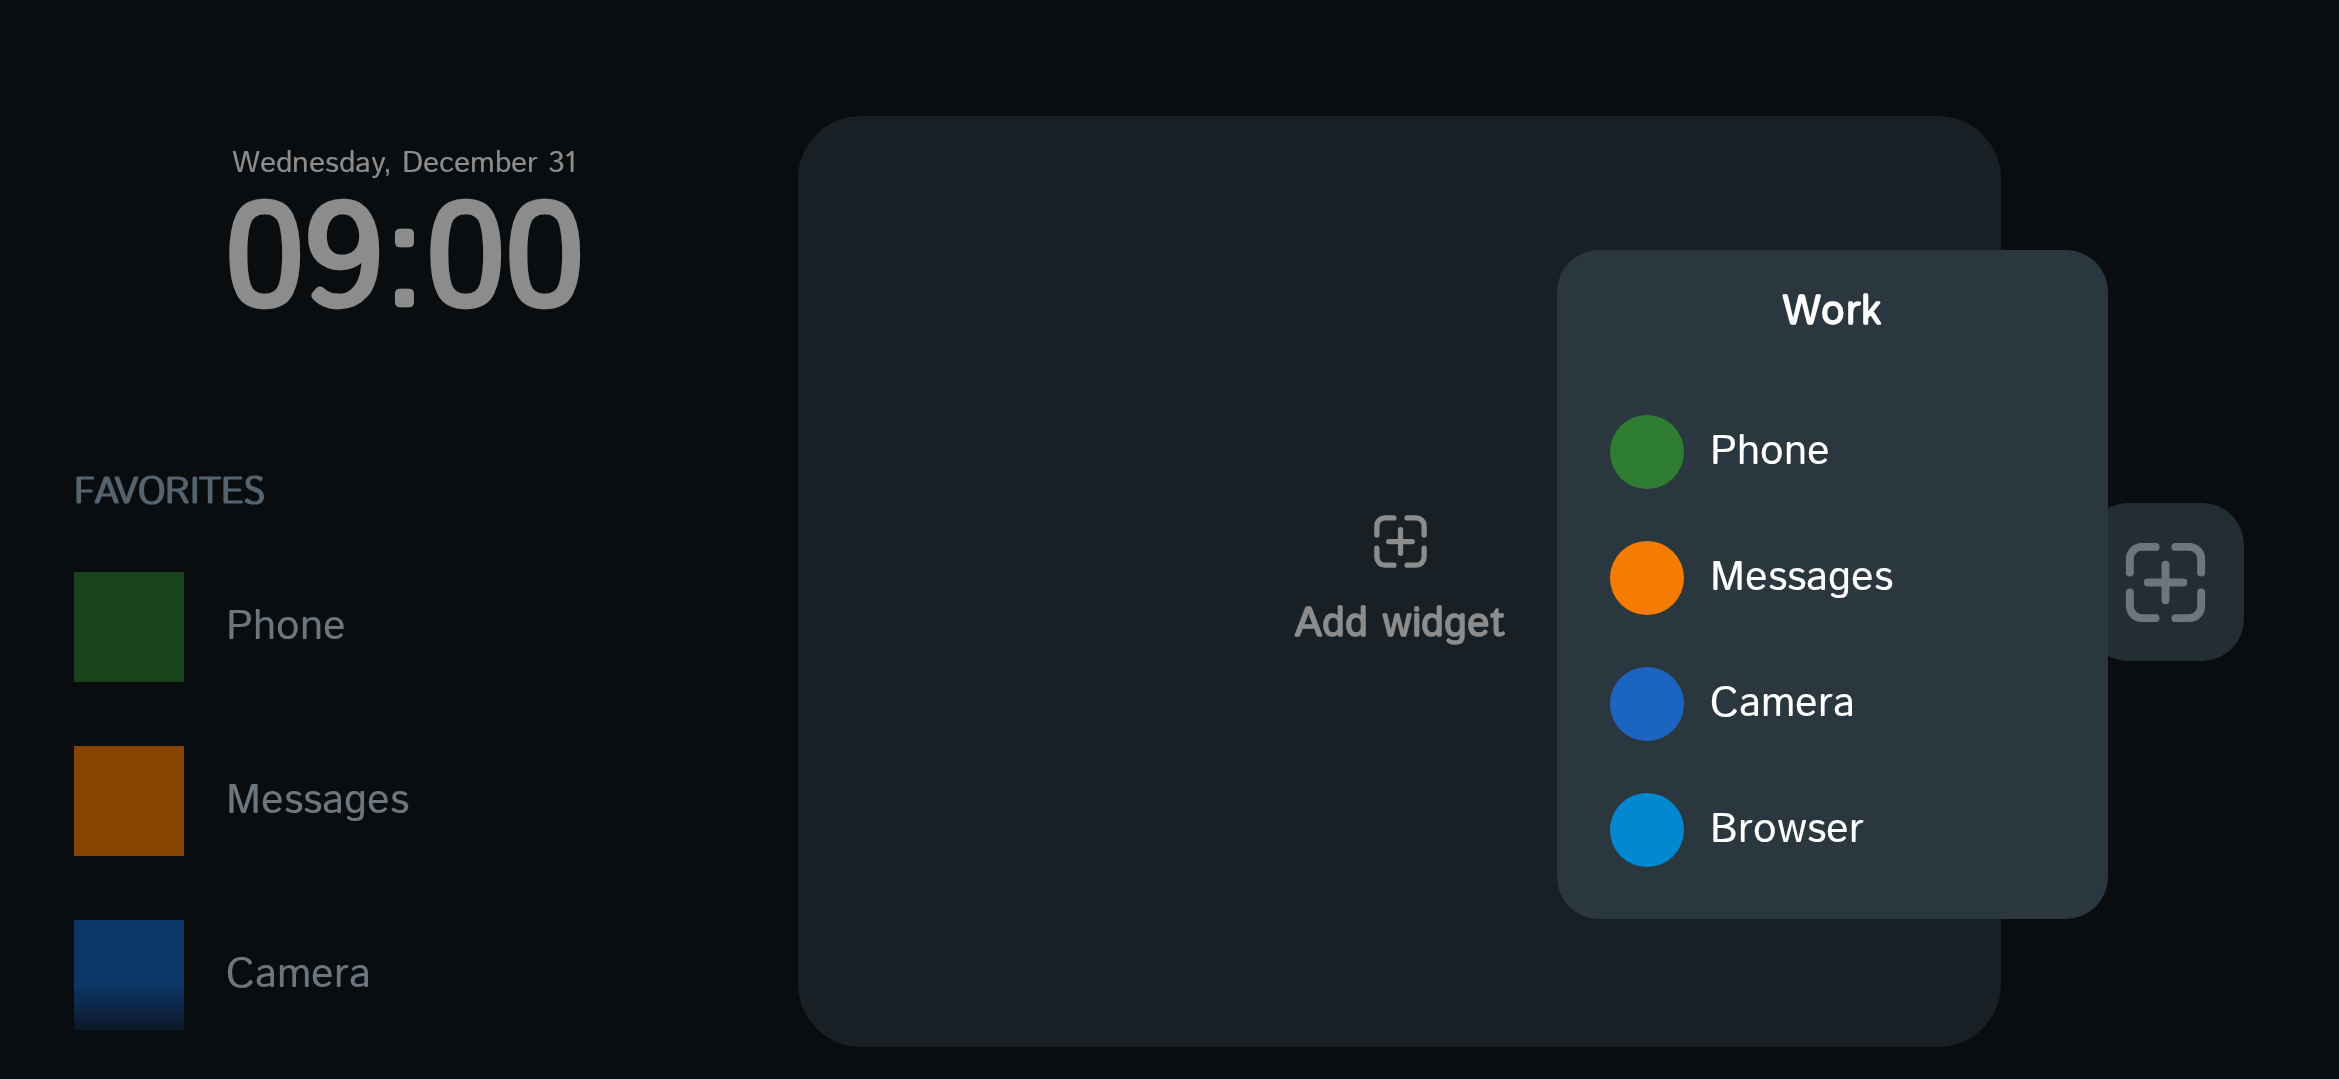 Wednesday, December 31
09:00
FAVORITES
Phone
Messages
Camera
Add widget
Work
Phone
Messages
Camera
Browser